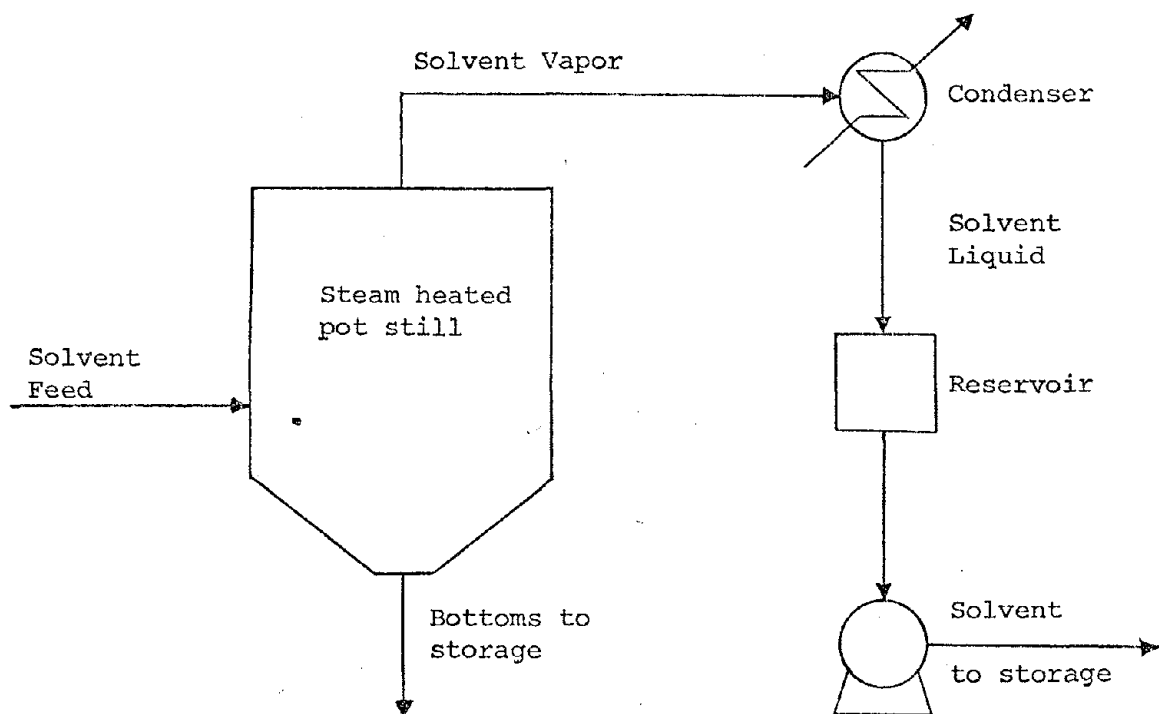 Solvent Vapor
Condenser
Solvent
Liquid
Steam heated
pot still
Solvent
Feed
Reservoir
Bottoms to
storage
Solvent
to storage